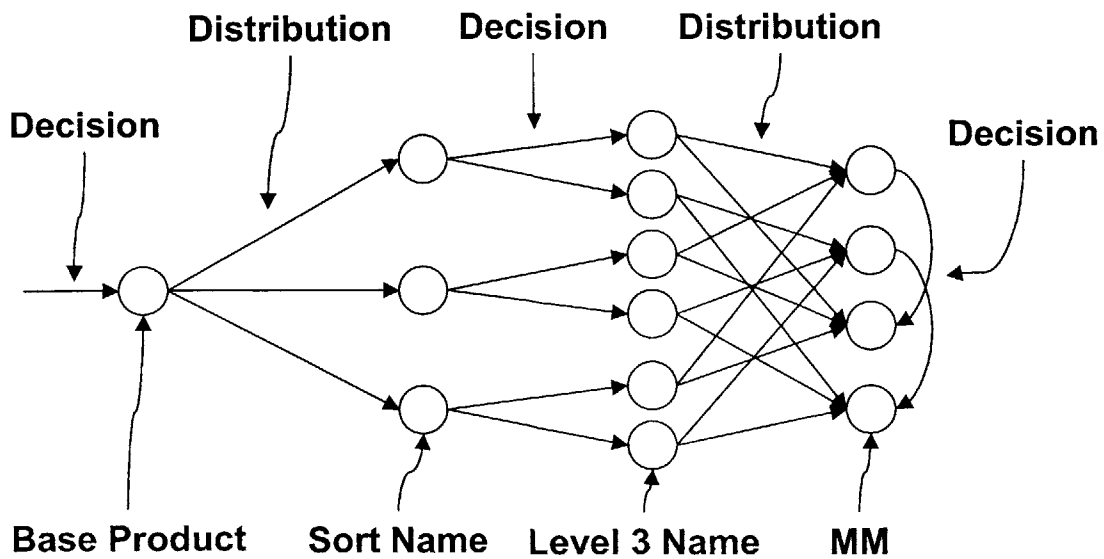 Distribution
Decision
Distribution
Decision
Decision
Base Product
Sort Name
Level 3 Name
MM